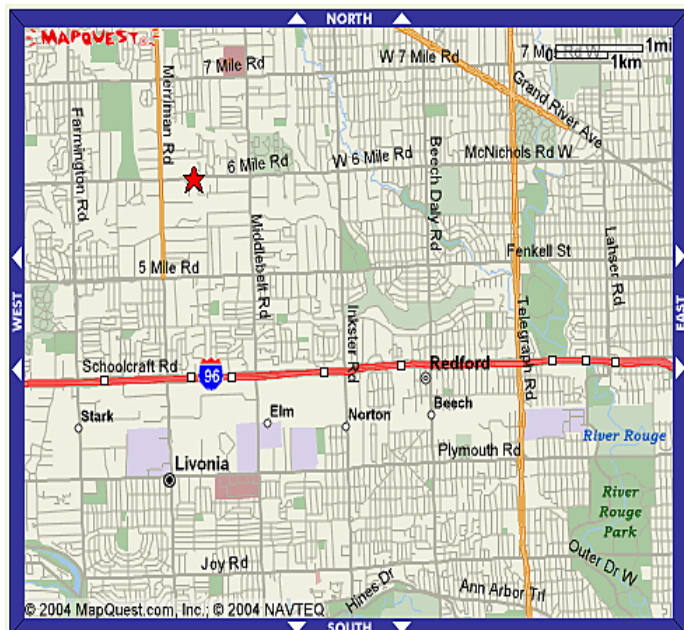 NORTH
MAPQUEST
7 Mile Rd
W 7 Mile Rd
7 M Rd W
0
1mi
1km
Merriman Rd
Grand River Ave
Farmington Rd
6 Mile Rd
W 6 Mile Rd
McNichols Rd W
Beech Daly Rd
Middlebelt Rd
Fenkell St
Lahser Rd
5 Mile Rd
WEST
EAST
Inkster Rd
Telegraph Rd
Schoolcraft Rd
96
Redford
Stark
Elm
Norton
Beech
River Rouge
Plymouth Rd
Livonia
River
Rouge
Park
Joy Rd
Outer Dr W
Hines Dr
Ann Arbor Trl
© 2004 MapQuest.com, Inc.; © 2004 NAVTEQ
SOUTH